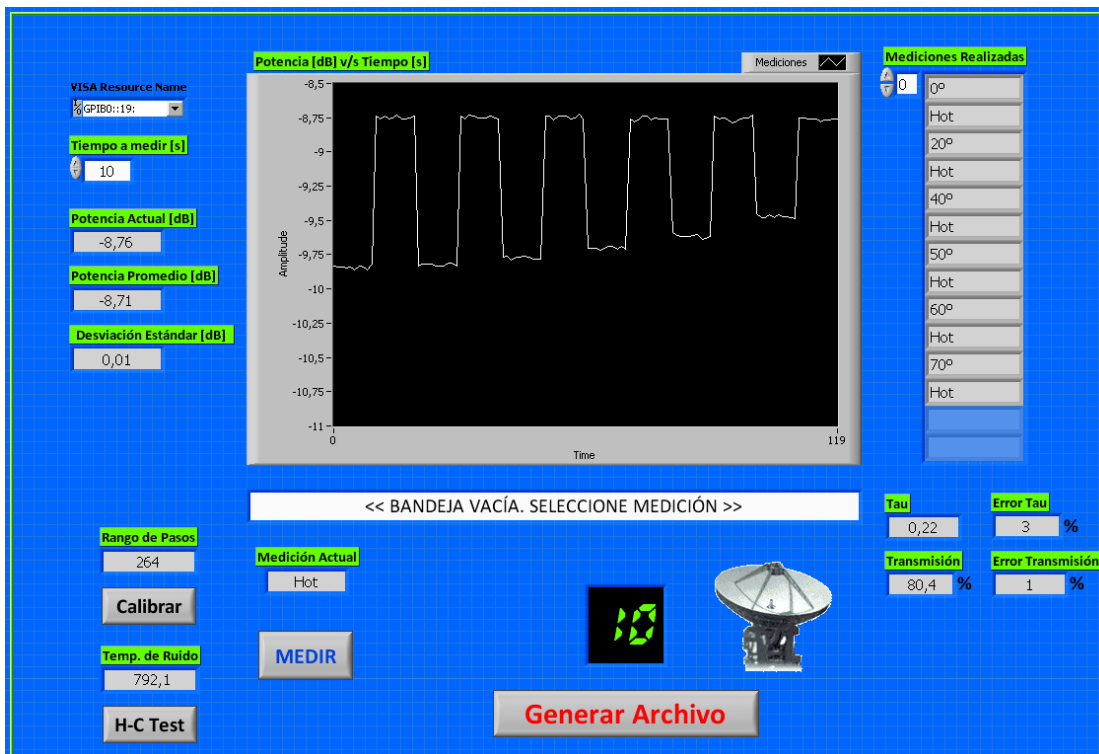 VISA Resource Name
GPIB0::19:
Tiempo a medir [s]
10
Potencia Actual [dB]
-8,76
Potencia Promedio [dB]
-8,71
Desviación Estándar [dB]
0,01
Potencia [dB] v/s Tiempo [s]
Mediciones
-8,5
-8,75
-9
-9,25
-9,5
-9,75
-10
-10,25
-10,5
-10,75
-11
Amplitude
0
119
Time
Mediciones Realizadas
0
0º
Hot
20º
Hot
40º
Hot
50º
Hot
60º
Hot
70º
Hot
<< BANDEJA VACÍA. SELECCIONE MEDICIÓN >>
Rango de Pasos
264
Calibrar
Temp. de Ruido
792,1
H-C Test
Medición Actual
Hot
MEDIR
10
Generar Archivo
Tau
0,22
Error Tau
3 %
Transmisión
80,4 %
Error Transmisión
1 %